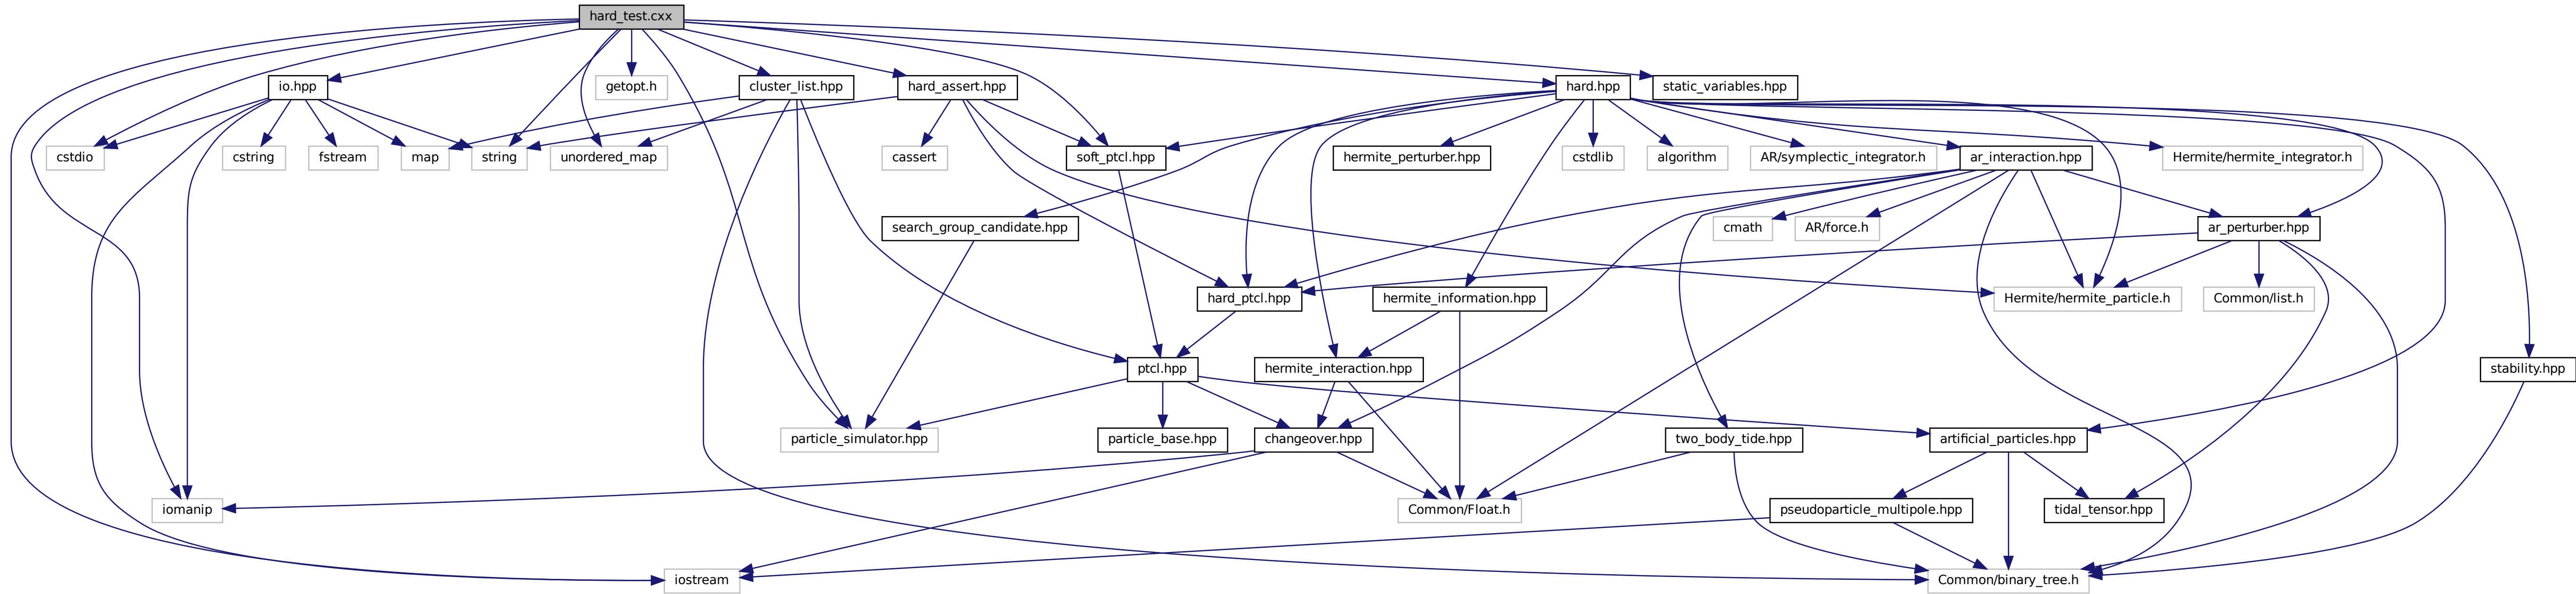 hard_test.cxx
io.hpp
getopt.h
cluster_list.hpp
hard_assert.hpp
hard.hpp
static_variables.hpp
cstdio
cstring
fstream
map
string
unordered_map
cassert
soft_ptcl.hpp
hermite_perturber.hpp
cstdlib
algorithm
AR/symplectic_integrator.h
ar_interaction.hpp
Hermite/hermite_integrator.h
search_group_candidate.hpp
cmath
AR/force.h
ar_perturber.hpp
hard_ptcl.hpp
hermite_information.hpp
Hermite/hermite_particle.h
Common/list.h
ptcl.hpp
hermite_interaction.hpp
stability.hpp
particle_simulator.hpp
particle_base.hpp
changeover.hpp
two_body_tide.hpp
artificial_particles.hpp
iomanip
Common/Float.h
pseudoparticle_multipole.hpp
tidal_tensor.hpp
iostream
Common/binary_tree.h